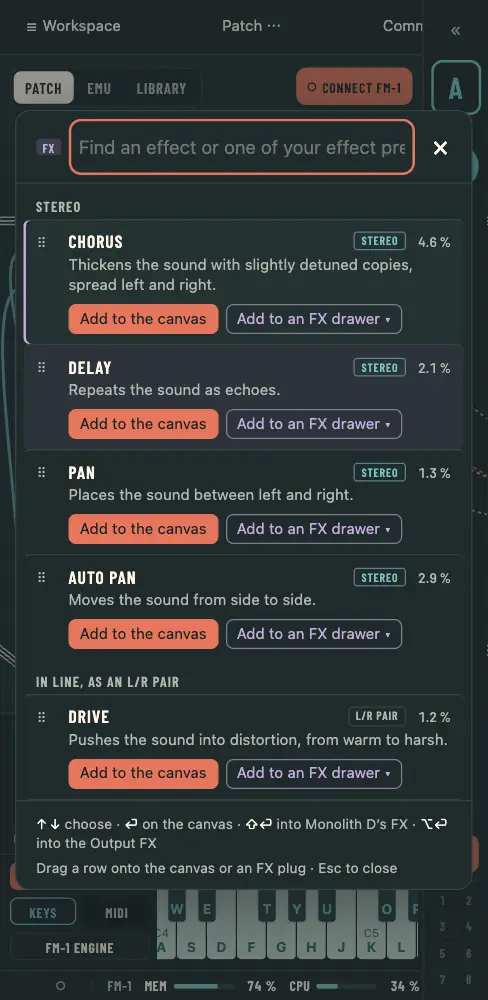 ≡ Workspace
Patch ···
Comm
«
PATCH
EMU
LIBRARY
CONNECT FM-1
A
FX
Find an effect or one of your effect pre
×
STEREO
CHORUS
STEREO
4.6 %
Thickens the sound with slightly detuned copies,
spread left and right.
Add to the canvas
Add to an FX drawer ▾
DELAY
STEREO
2.1 %
Repeats the sound as echoes.
Add to the canvas
Add to an FX drawer ▾
PAN
STEREO
1.3 %
Places the sound between left and right.
Add to the canvas
Add to an FX drawer ▾
AUTO PAN
STEREO
2.9 %
Moves the sound from side to side.
Add to the canvas
Add to an FX drawer ▾
IN LINE, AS AN L/R PAIR
DRIVE
L/R PAIR
1.2 %
Pushes the sound into distortion, from warm to harsh.
Add to the canvas
Add to an FX drawer ▾
↑↓ choose · ⏎ on the canvas · ⇧⏎ into Monolith D's FX · ⌥⏎
into the Output FX
Drag a row onto the canvas or an FX plug · Esc to close
KEYS
MIDI
FM-1 ENGINE
W E T Y U O P
C4 C5
A S D F G H J K L
1 2
3 4
5 6
7 8
FM-1
MEM
74 %
CPU
34 %